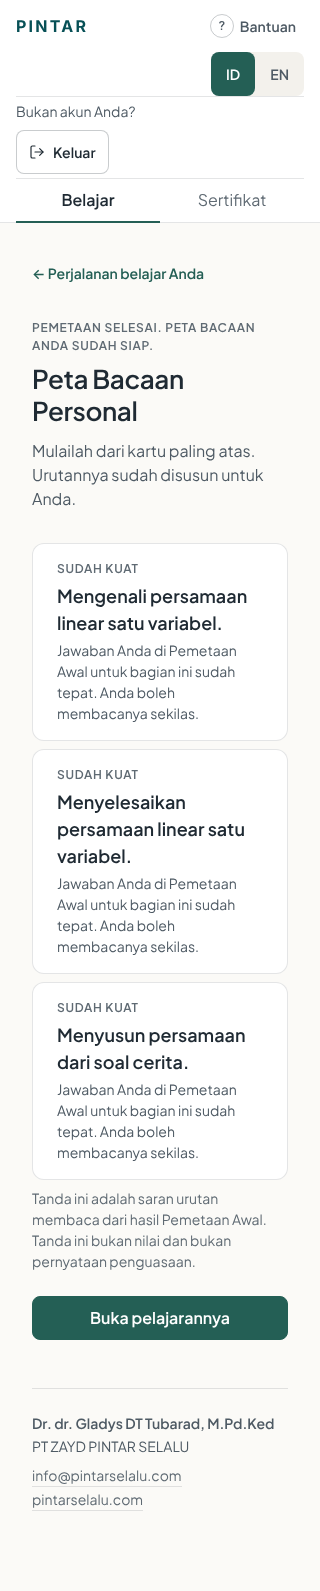 PINTAR
? Bantuan
ID EN
Bukan akun Anda?
Keluar
Belajar Sertifikat
← Perjalanan belajar Anda
PEMETAAN SELESAI. PETA BACAAN
ANDA SUDAH SIAP.
Peta Bacaan
Personal
Mulailah dari kartu paling atas.
Urutannya sudah disusun untuk
Anda.
SUDAH KUAT
Mengenali persamaan
linear satu variabel.
Jawaban Anda di Pemetaan
Awal untuk bagian ini sudah
tepat. Anda boleh
membacanya sekilas.
SUDAH KUAT
Menyelesaikan
persamaan linear satu
variabel.
Jawaban Anda di Pemetaan
Awal untuk bagian ini sudah
tepat. Anda boleh
membacanya sekilas.
SUDAH KUAT
Menyusun persamaan
dari soal cerita.
Jawaban Anda di Pemetaan
Awal untuk bagian ini sudah
tepat. Anda boleh
membacanya sekilas.
Tanda ini adalah saran urutan
membaca dari hasil Pemetaan Awal.
Tanda ini bukan nilai dan bukan
pernyataan penguasaan.
Buka pelajarannya
Dr. dr. Gladys DT Tubarad, M.Pd.Ked
PT ZAYD PINTAR SELALU
info@pintarselalu.com
pintarselalu.com